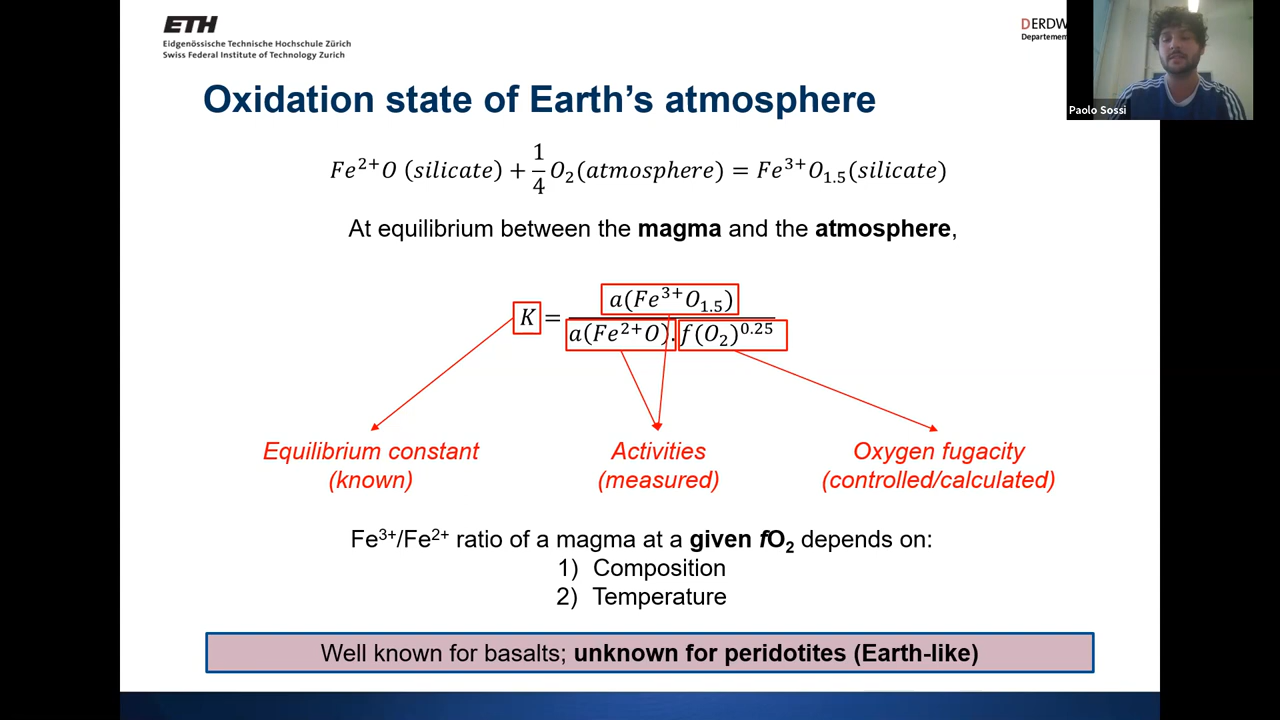 ETH
Eidgenössische Technische Hochschule Zürich
Swiss Federal Institute of Technology Zurich
DERDW
Departemen
Paolo Sossi
Oxidation state of Earth's atmosphere
Fe²⁺O (silicate) + 1/4 O₂(atmosphere) = Fe³⁺O₁.₅(silicate)
At equilibrium between the magma and the atmosphere,
K = a(Fe³⁺O₁.₅) / a(Fe²⁺O). f(O₂)⁰·²⁵
Equilibrium constant
(known)
Activities
(measured)
Oxygen fugacity
(controlled/calculated)
Fe³⁺/Fe²⁺ ratio of a magma at a given fO₂ depends on:
1) Composition
2) Temperature
Well known for basalts; unknown for peridotites (Earth-like)